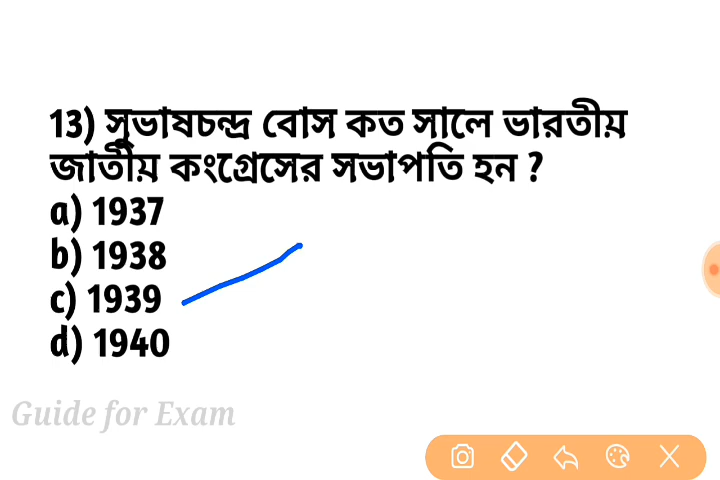 13) সুভাষচন্দ্র বোস কত সালে ভারতীয়
জাতীয় কংগ্রেসের সভাপতি হন ?
a) 1937
b) 1938
c) 1939
d) 1940
Guide for Exam